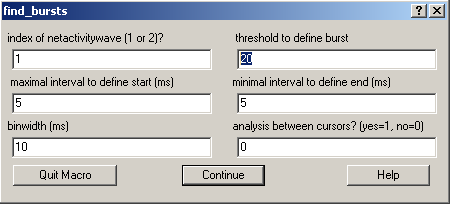 find_bursts
index of netactivitywave (1 or 2)? threshold to define burst
1 20
maximal interval to define start (ms) minimal interval to define end (ms)
5 5
binwidth (ms) analysis between cursors? (yes=1, no=0)
10 0
Quit Macro Continue Help